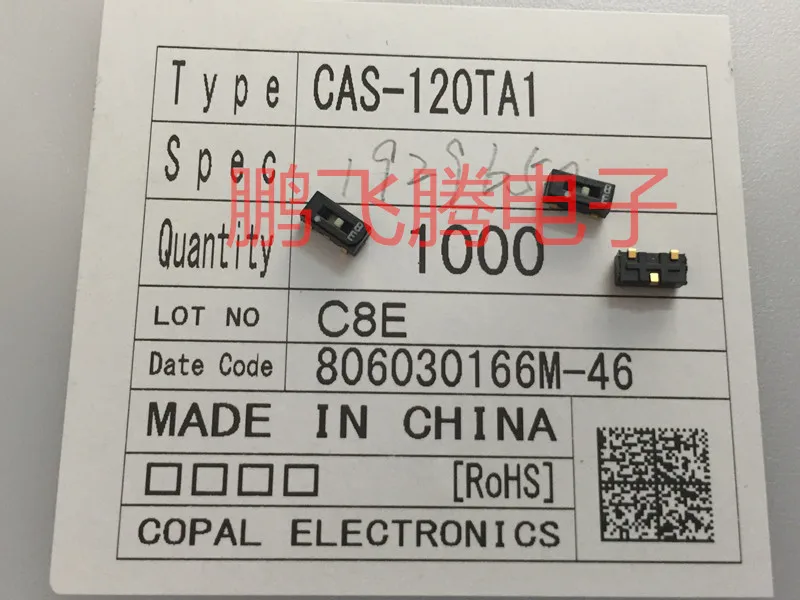 Type CAS-120TA1
Spec
鹏飞腾电子
Quantity 1000
LOT NO C8E
Date Code 806030166M-46
MADE IN CHINA
□□□□ [RoHS]
COPAL ELECTRONICS